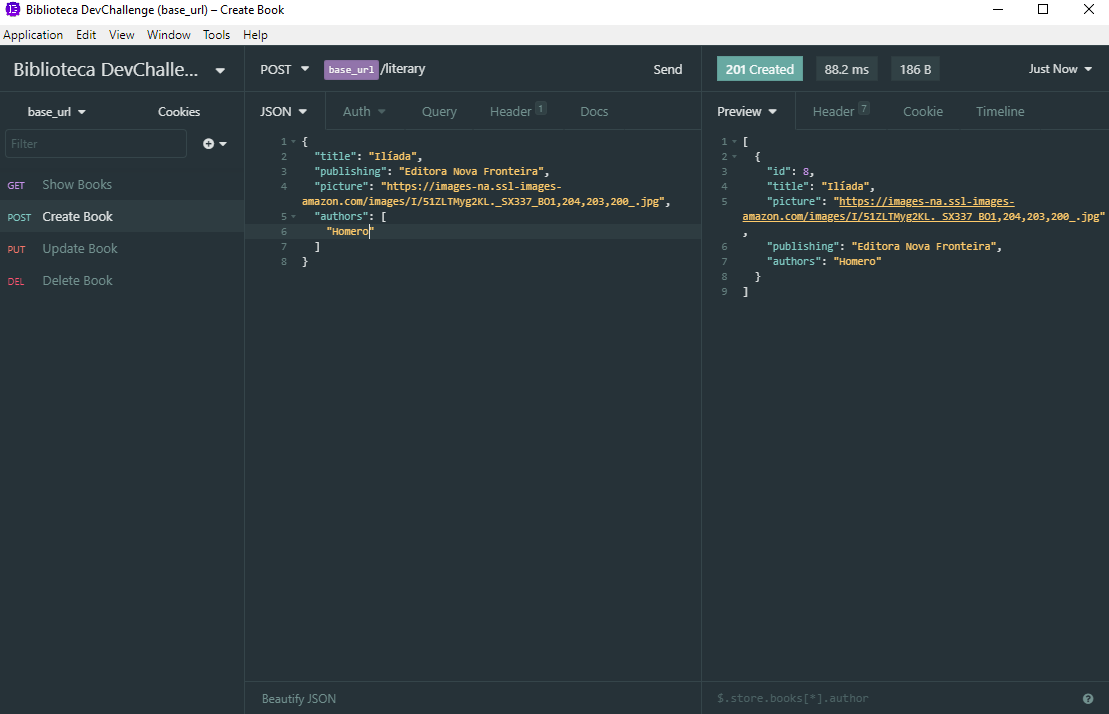 Biblioteca DevChallenge (base_url) – Create Book
Application Edit View Window Tools Help
Biblioteca DevChalle...
POST base_url/literary Send
201 Created 88.2 ms 186 B Just Now
base_url Cookies
JSON Auth Query Header 1 Docs
Preview Header 7 Cookie Timeline
Filter
GET Show Books
POST Create Book
PUT Update Book
DEL Delete Book
1 {
2 "title": "Ilíada",
3 "publishing": "Editora Nova Fronteira",
4 "picture": "https://images-na.ssl-images-
amazon.com/images/I/51ZLTMyg2KL._SX337_BO1,204,203,200_.jpg",
5 "authors": [
6 "Homero"
7 ]
8 }
1 [
2 {
3 "id": 8,
4 "title": "Ilíada",
5 "picture": "https://images-na.ssl-images-
amazon.com/images/I/51ZLTMyg2KL._SX337_BO1,204,203,200_.jpg"
,
6 "publishing": "Editora Nova Fronteira",
7 "authors": "Homero"
8 }
9 ]
Beautify JSON
$.store.books[*].author